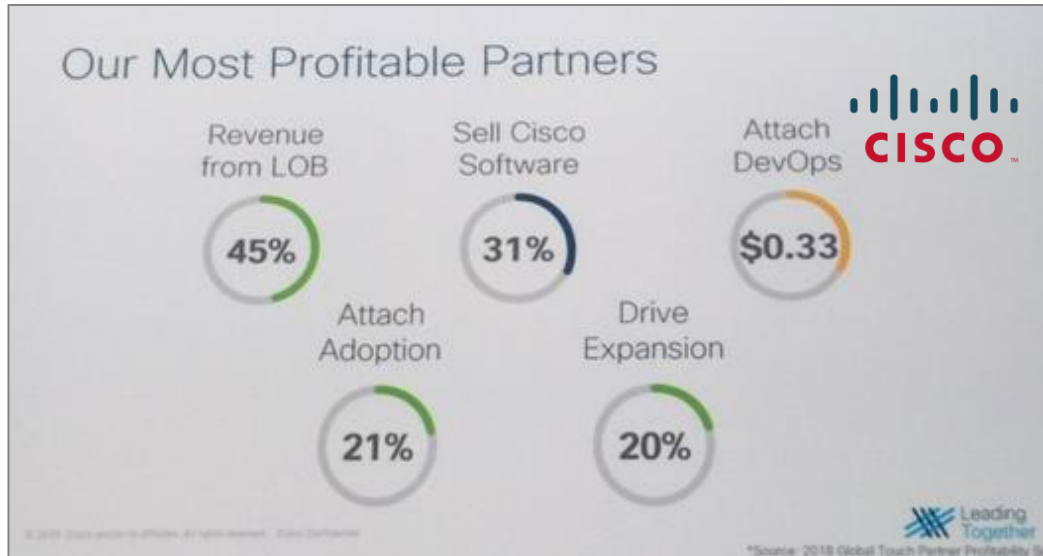 Our Most Profitable Partners
Revenue
from LOB
45%
Sell Cisco
Software
31%
Attach
DevOps
$0.33
CISCO
Attach
Adoption
21%
Drive
Expansion
20%
Leading
Together
*Source: 2018 Global Touch Partner Profitability